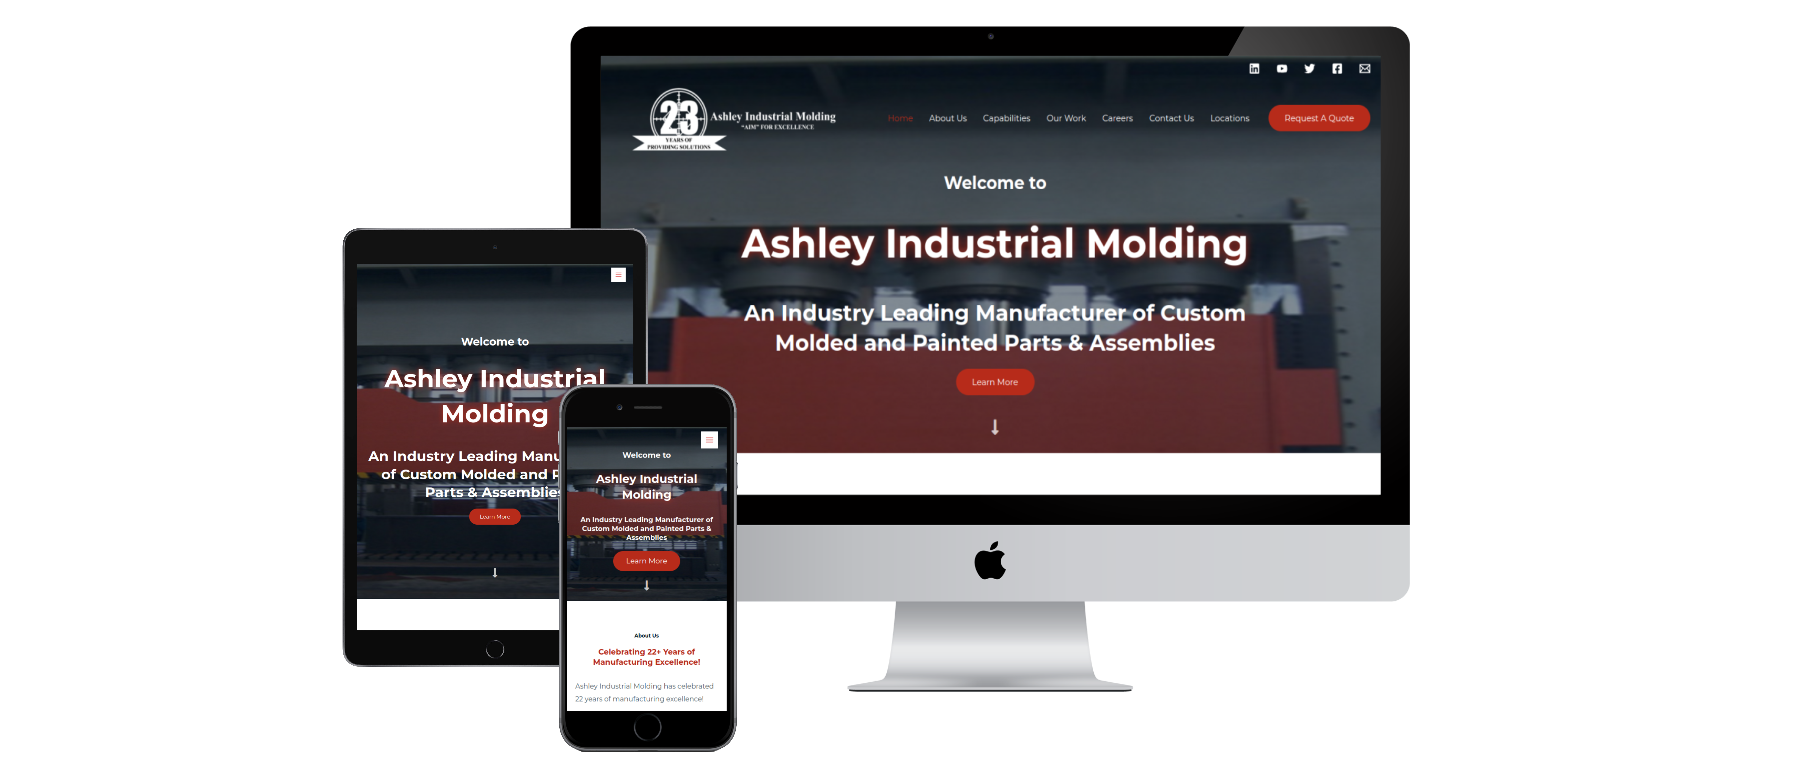 23
YEARS OF
PROVIDING SOLUTIONS
Ashley Industrial Molding
"AIM" FOR EXCELLENCE
Home About Us Capabilities Our Work Careers Contact Us Locations Request A Quote
Welcome to
Ashley Industrial Molding
An Industry Leading Manufacturer of Custom
Molded and Painted Parts & Assemblies
Learn More
Welcome to
Ashley Industrial
Molding
An Industry Leading Manu
of Custom Molded and P
Parts & Assemblies
Learn More
Welcome to
Ashley Industrial
Molding
An Industry Leading Manufacturer of
Custom Molded and Painted Parts &
Assemblies
Learn More
About Us
Celebrating 22+ Years of
Manufacturing Excellence!
Ashley Industrial Molding has celebrated
22 years of manufacturing excellence!